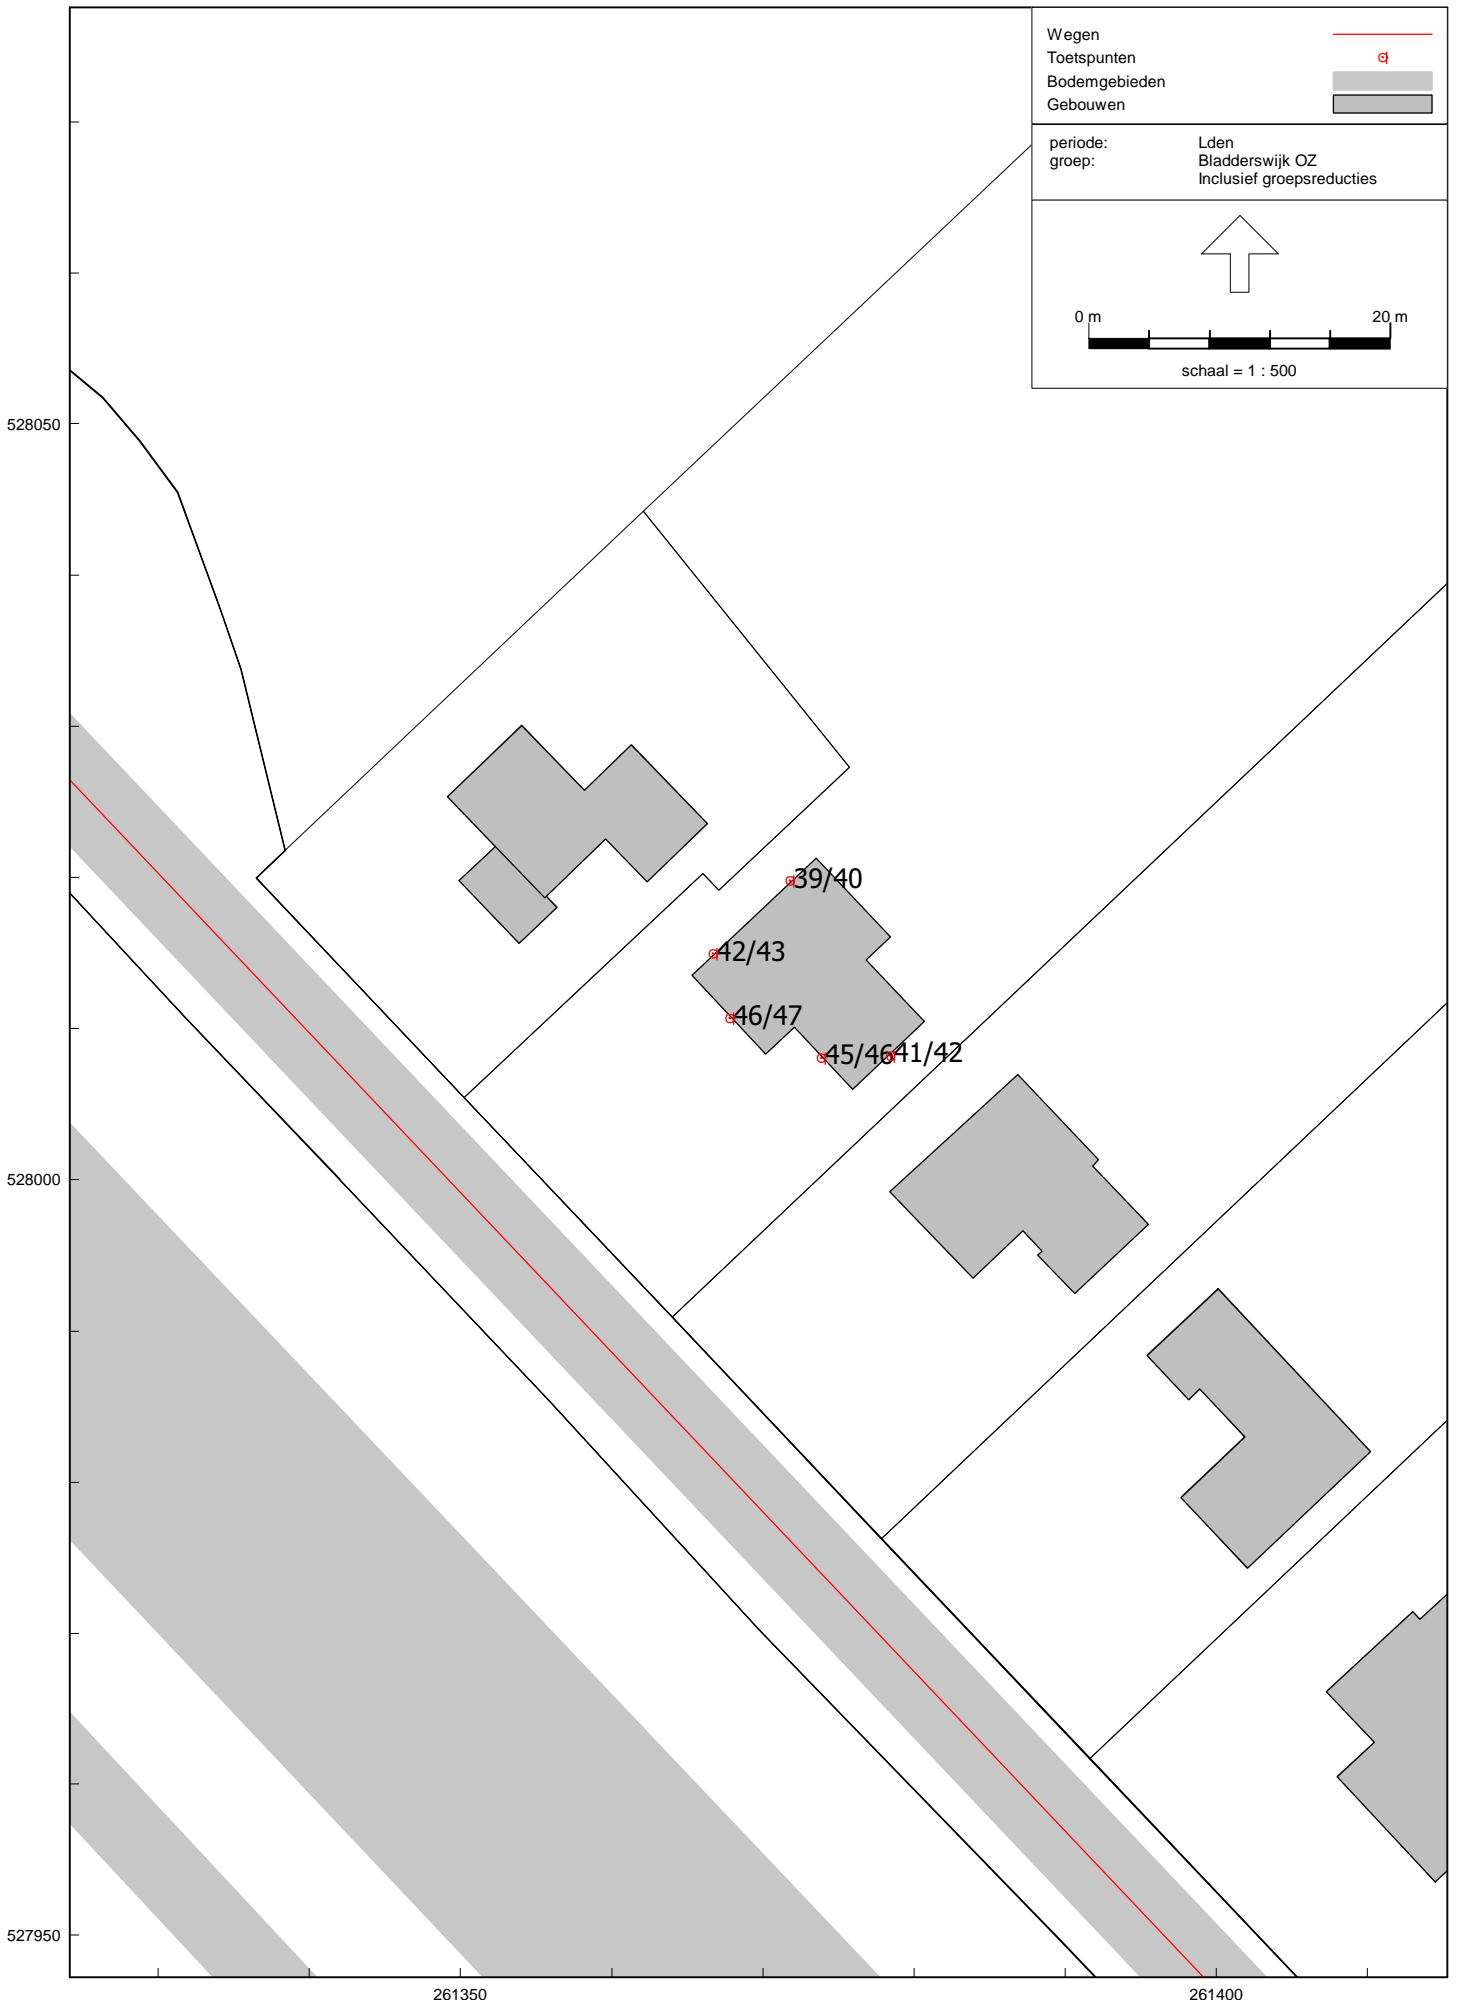 Wegen
Toetspunten
Bodemgebieden
Gebouwen
periode: Lden
groep: Bladderswijk OZ
Inclusief groepsreducties
0 m 20 m
schaal = 1 : 500
528050
39/40
42/43
46/47
45/46 41/42
528000
527950
261350 261400